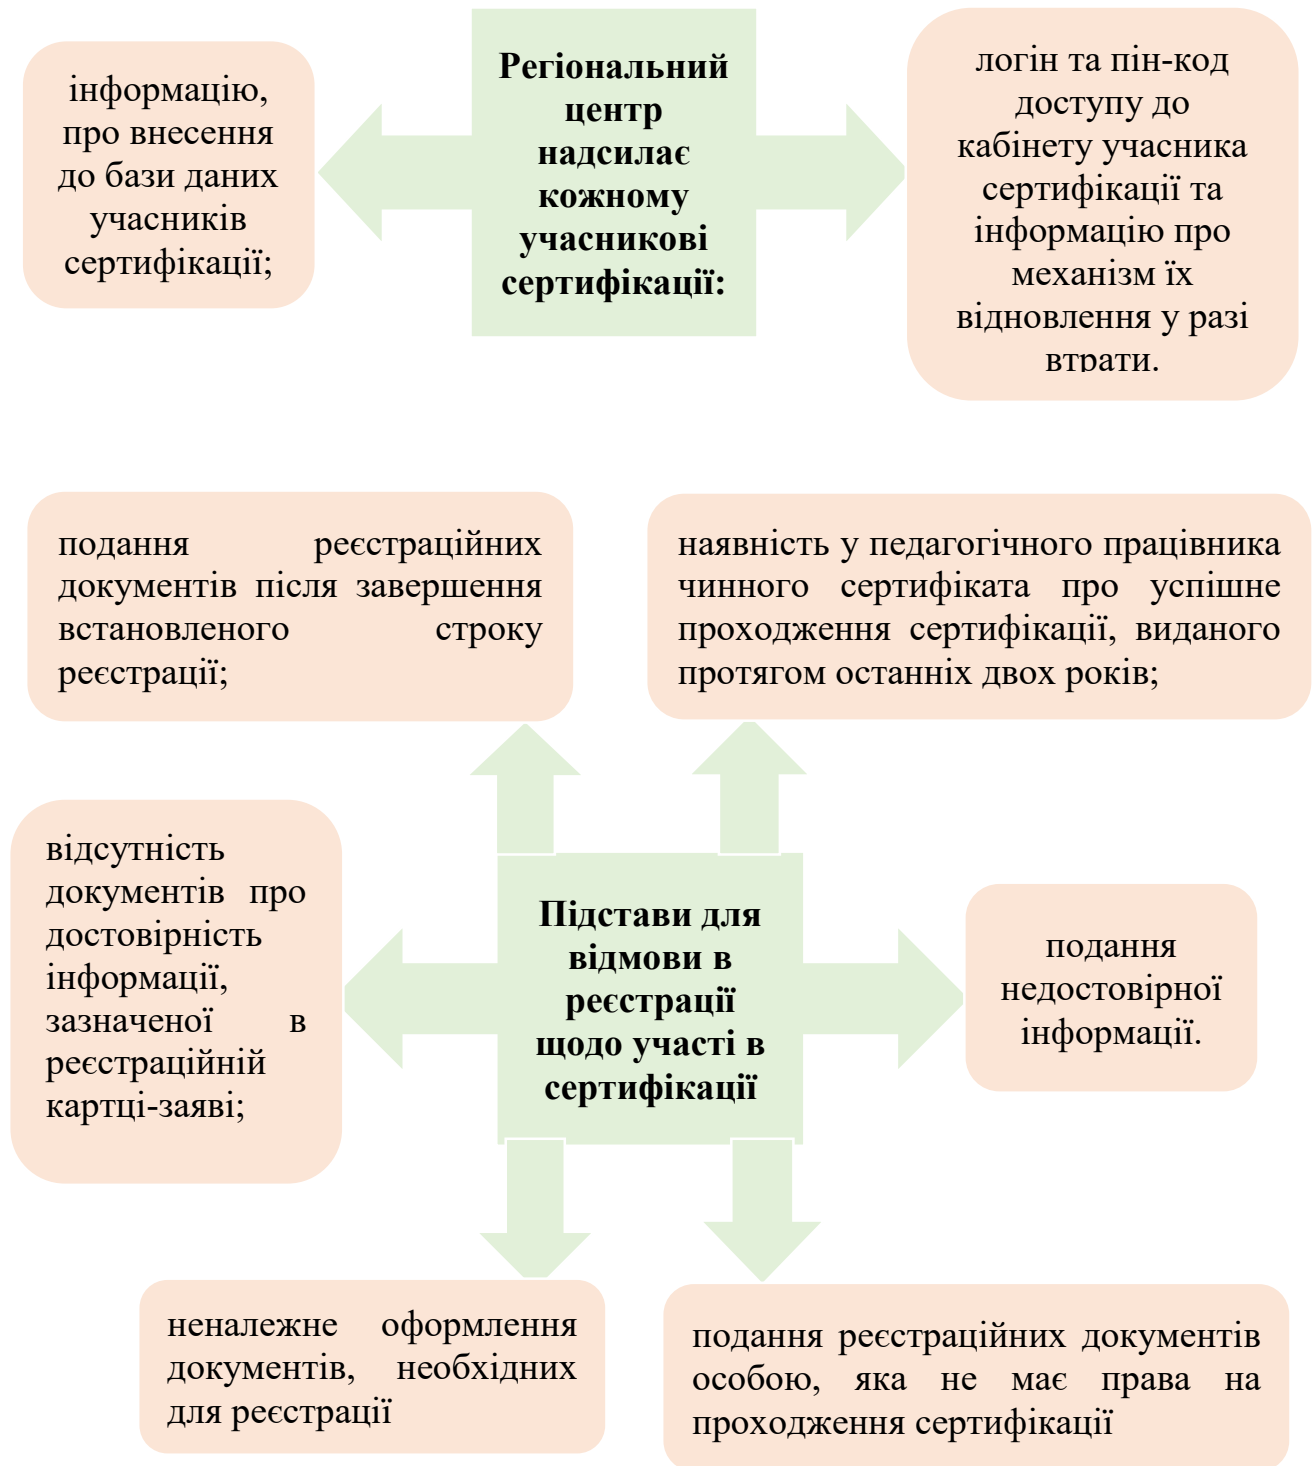 інформацію,
про внесення
до бази даних
учасників
сертифікації;
Регіональний
центр
надсилає
кожному
учасникові
сертифікації:
логін та пін-код
доступу до
кабінету учасника
сертифікації та
інформацію про
механізм їх
відновлення у разі
втрати.
подання реєстраційних
документів після завершення
встановленого строку
реєстрації;
наявність у педагогічного працівника
чинного сертифіката про успішне
проходження сертифікації, виданого
протягом останніх двох років;
відсутність
документів про
достовірність
інформації,
зазначеної в
реєстраційній
картці-заяві;
Підстави для
відмови в
реєстрації
щодо участі в
сертифікації
подання
недостовірної
інформації.
неналежне оформлення
документів, необхідних
для реєстрації
подання реєстраційних документів
особою, яка не має права на
проходження сертифікації